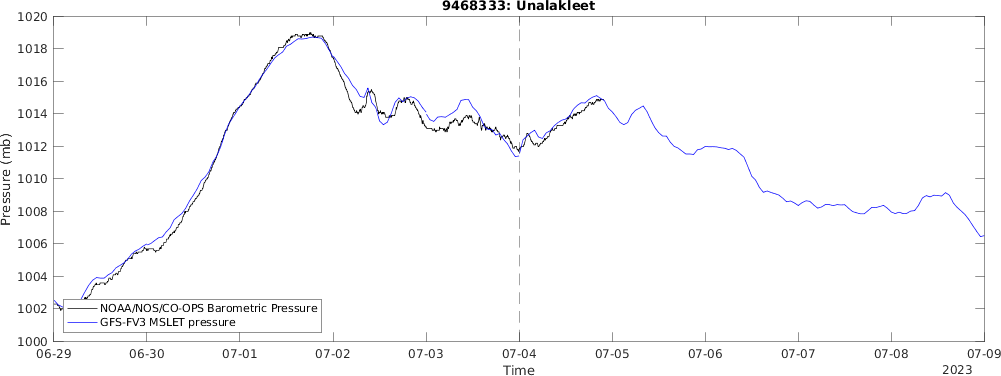 9468333: Unalakleet
Pressure (mb)
1020
1018
1016
1014
1012
1010
1008
1006
1004
1002
1000
NOAA/NOS/CO-OPS Barometric Pressure
GFS-FV3 MSLET pressure
06-29 06-30 07-01 07-02 07-03 07-04 07-05 07-06 07-07 07-08 07-09
Time
2023